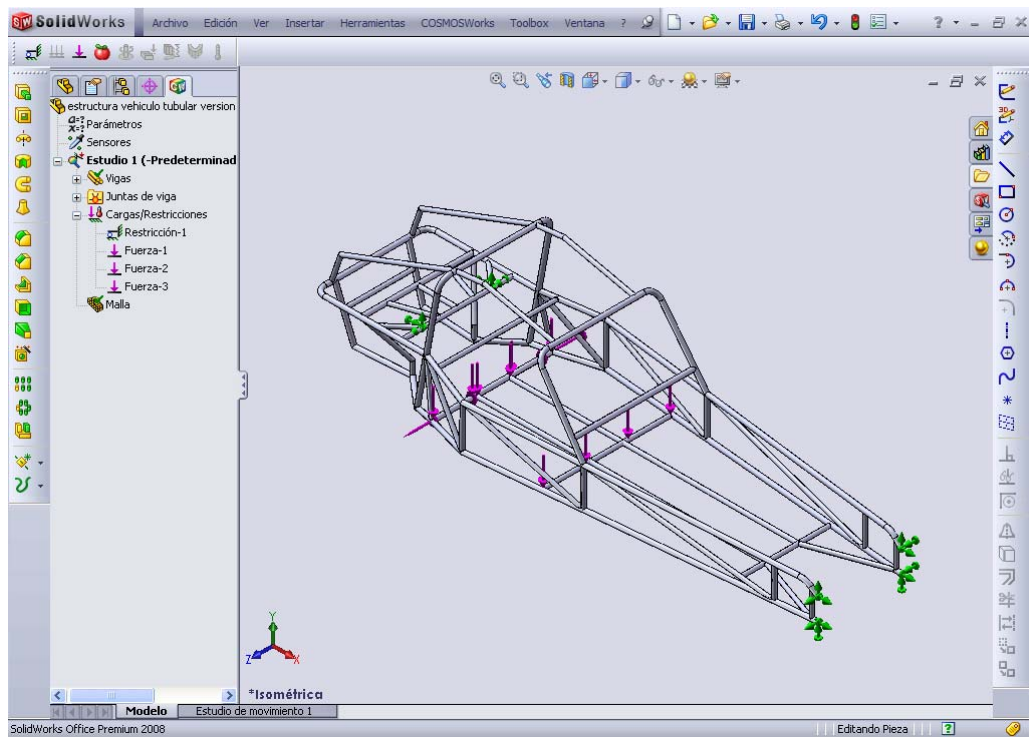 SolidWorks Archivo Edición Ver Insertar Herramientas COSMOSWorks Toolbox Ventana ?
estructura vehiculo tubular version
Parámetros
Sensores
Estudio 1 (-Predeterminad
Vigas
Juntas de viga
Cargas/Restricciones
Restricción-1
Fuerza-1
Fuerza-2
Fuerza-3
Malla
Y
Z X
*Isométrica
Modelo Estudio de movimiento 1
SolidWorks Office Premium 2008 Editando Pieza